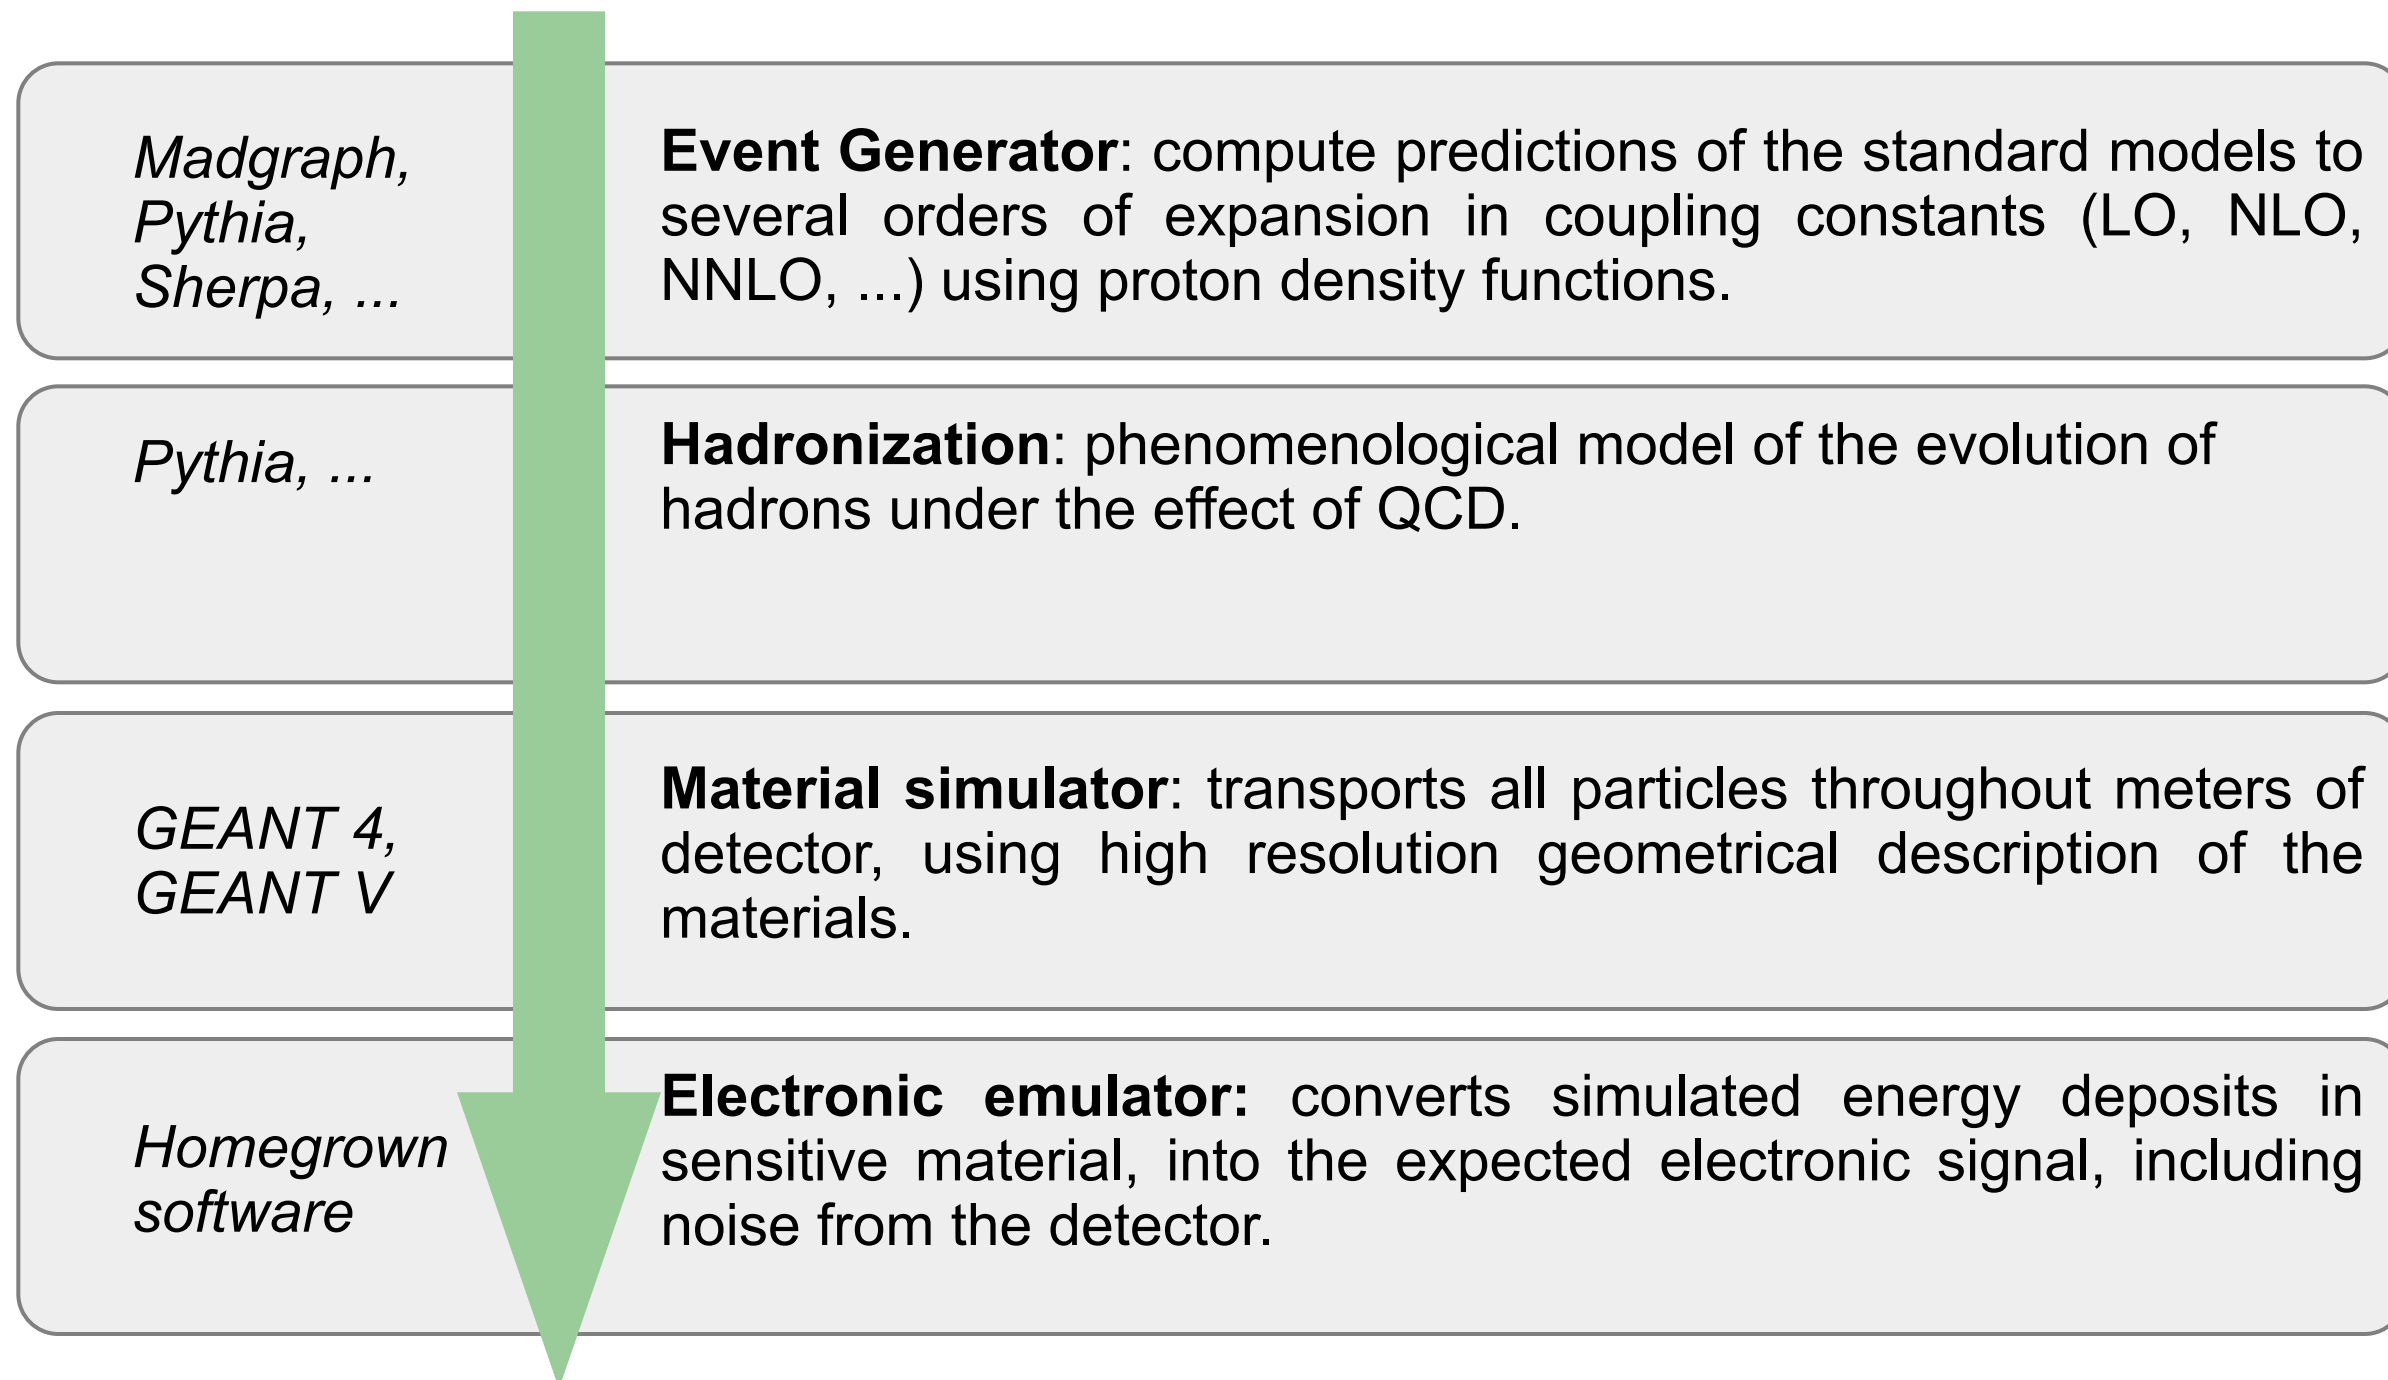 Madgraph,
Pythia,
Sherpa, ...
Event Generator: compute predictions of the standard models to
several orders of expansion in coupling constants (LO, NLO,
NNLO, ...) using proton density functions.
Pythia, ...
Hadronization: phenomenological model of the evolution of
hadrons under the effect of QCD.
GEANT 4,
GEANT V
Material simulator: transports all particles throughout meters of
detector, using high resolution geometrical description of the
materials.
Homegrown
software
Electronic emulator: converts simulated energy deposits in
sensitive material, into the expected electronic signal, including
noise from the detector.